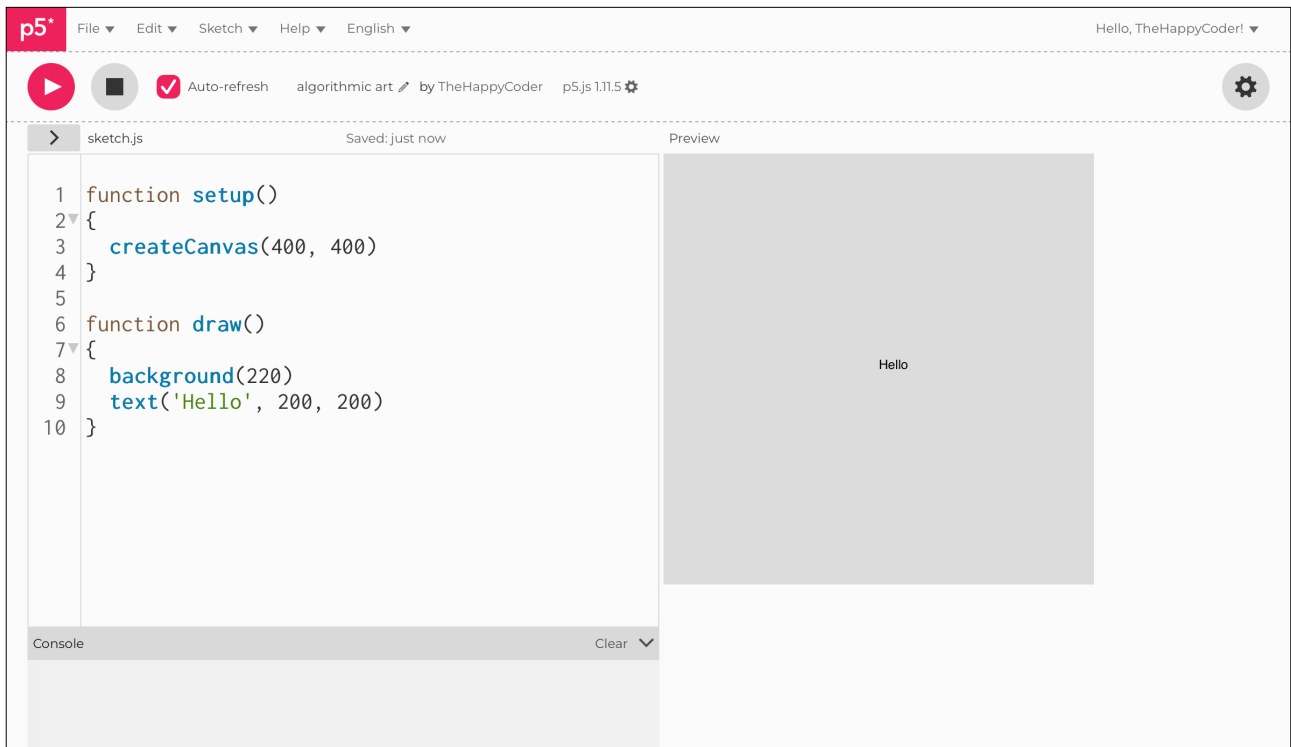 p5* File Edit Sketch Help English Hello, TheHappyCoder!
Auto-refresh algorithmic art by TheHappyCoder p5.js 1.11.5
> sketch.js Saved: just now Preview
1 function setup()
2 {
3 createCanvas(400, 400)
4 }
5
6 function draw()
7 {
8 background(220)
9 text('Hello', 200, 200)
10 }
Hello
Console Clear